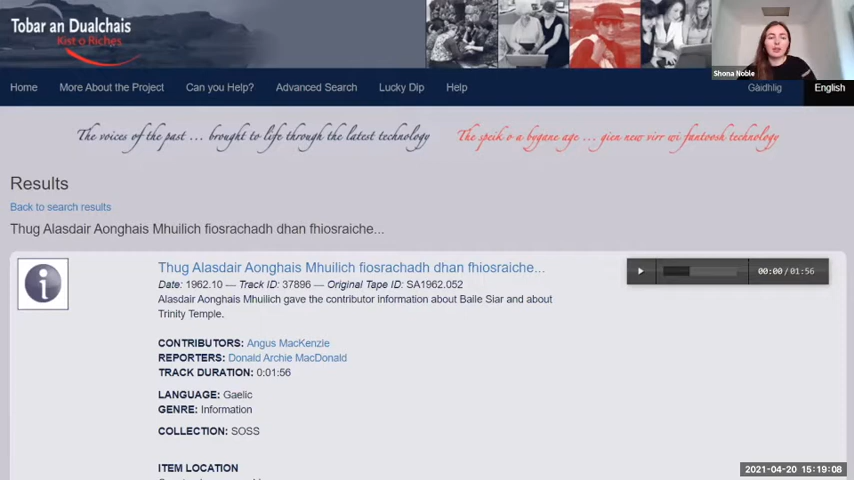 Tobar an Dualchais
Kist o Riches
Shona Noble
Home More About the Project Can you Help? Advanced Search Lucky Dip Help Gàidhlig English
The voices of the past ... brought to life through the latest technology The speik o a bygane age ... gien new virr wi fantoosh technology
Results
Back to search results
Thug Alasdair Aonghais Mhuilich fiosrachadh dhan fhiosraiche...
Thug Alasdair Aonghais Mhuilich fiosrachadh dhan fhiosraiche...
00:00/01:56
Date: 1962.10 — Track ID: 37896 — Original Tape ID: SA1962.052
Alasdair Aonghais Mhuilich gave the contributor information about Baile Siar and about
Trinity Temple.
CONTRIBUTORS: Angus MacKenzie
REPORTERS: Donald Archie MacDonald
TRACK DURATION: 0:01:56
LANGUAGE: Gaelic
GENRE: Information
COLLECTION: SOSS
ITEM LOCATION
2021-04-20 15:19:08